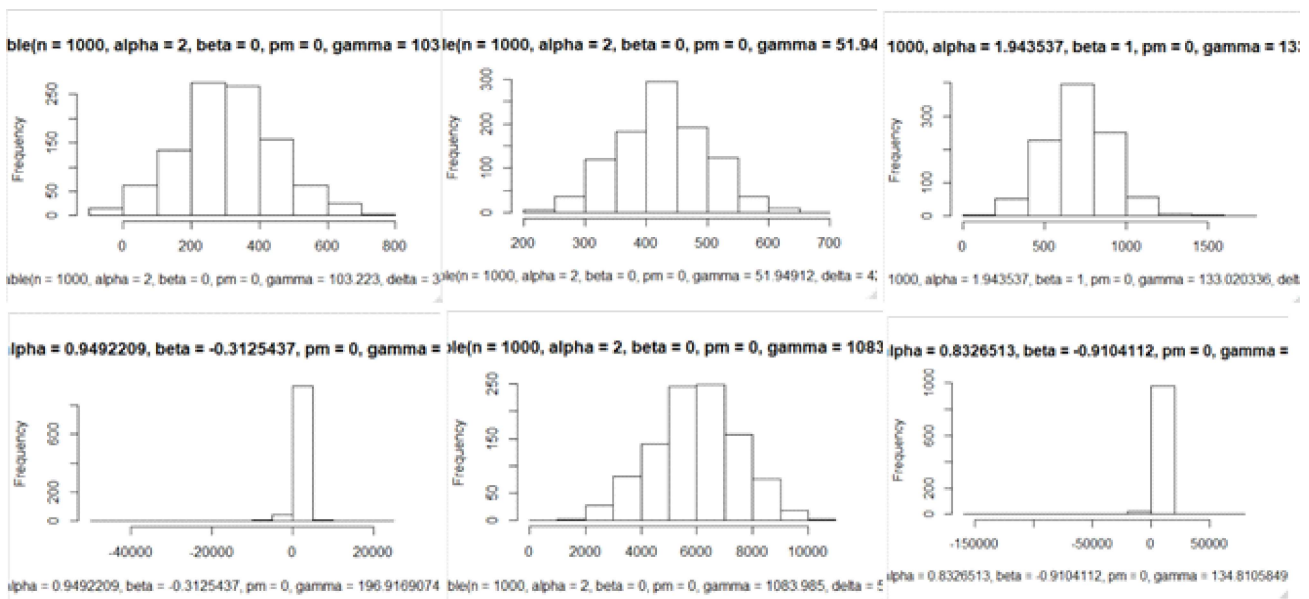 ble(n = 1000, alpha = 2, beta = 0, pm = 0, gamma = 103
Frequency
250
150
50
0
0 200 400 600 800
able(n = 1000, alpha = 2, beta = 0, pm = 0, gamma = 103.223, delta = 3
le(n = 1000, alpha = 2, beta = 0, pm = 0, gamma = 51.94
Frequency
300
200
100
0
200 300 400 500 600 700
ble(n = 1000, alpha = 2, beta = 0, pm = 0, gamma = 51.94912, delta = 42
1000, alpha = 1.943537, beta = 1, pm = 0, gamma = 133
Frequency
300
100
0
0 500 1000 1500
1000, alpha = 1.943537, beta = 1, pm = 0, gamma = 133.020336, delt
lpha = 0.9492209, beta = -0.3125437, pm = 0, gamma =
Frequency
600
200
0
-40000 -20000 0 20000
alpha = 0.9492209, beta = -0.3125437, pm = 0, gamma = 196.9169074
ble(n = 1000, alpha = 2, beta = 0, pm = 0, gamma = 1083
Frequency
250
150
50
0
0 2000 4000 6000 8000 10000
ble(n = 1000, alpha = 2, beta = 0, pm = 0, gamma = 1083.985, delta = 5
lpha = 0.8326513, beta = -0.9104112, pm = 0, gamma =
Frequency
1000
600
200
0
-150000 -50000 0 50000
lpha = 0.8326513, beta = -0.9104112, pm = 0, gamma = 134.8105849